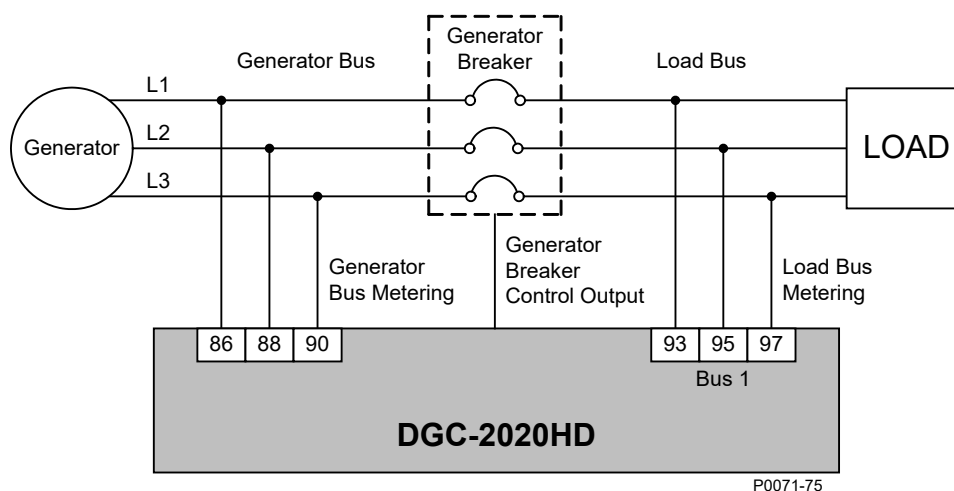 Generator
Breaker
Generator Bus
Load Bus
L1
L2
L3
Generator
LOAD
Generator
Bus Metering
Generator
Breaker
Control Output
Load Bus
Metering
86
88
90
93
95
97
Bus 1
DGC-2020HD
P0071-75